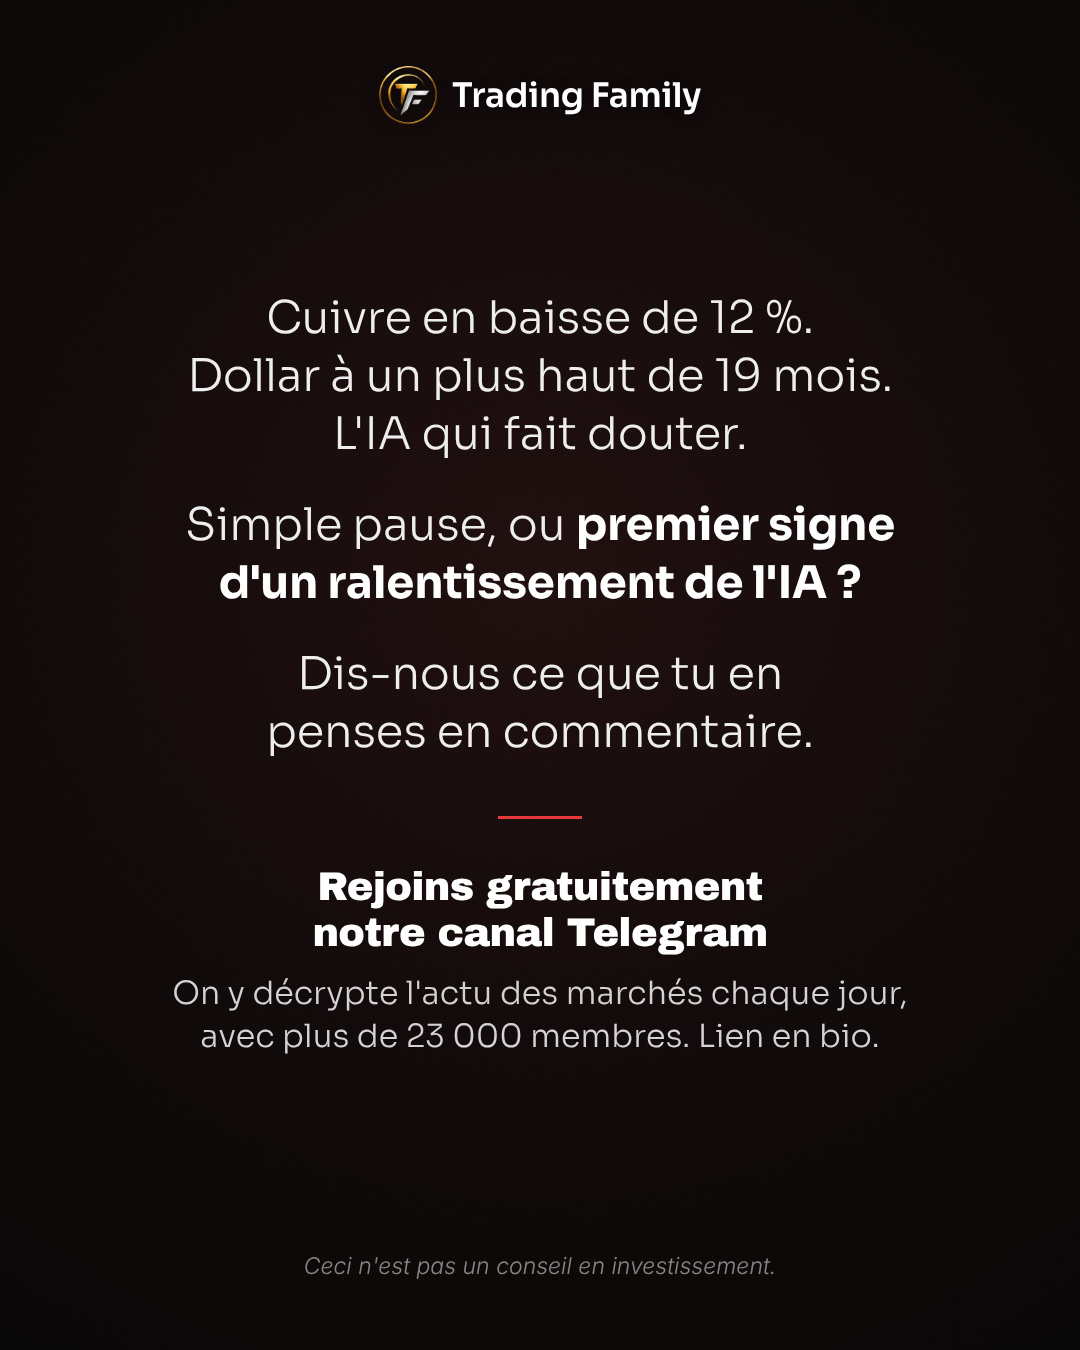 TF Trading Family
Cuivre en baisse de 12 %.
Dollar à un plus haut de 19 mois.
L'IA qui fait douter.
Simple pause, ou premier signe
d'un ralentissement de l'IA ?
Dis-nous ce que tu en
penses en commentaire.
Rejoins gratuitement
notre canal Telegram
On y décrypte l'actu des marchés chaque jour,
avec plus de 23 000 membres. Lien en bio.
Ceci n'est pas un conseil en investissement.